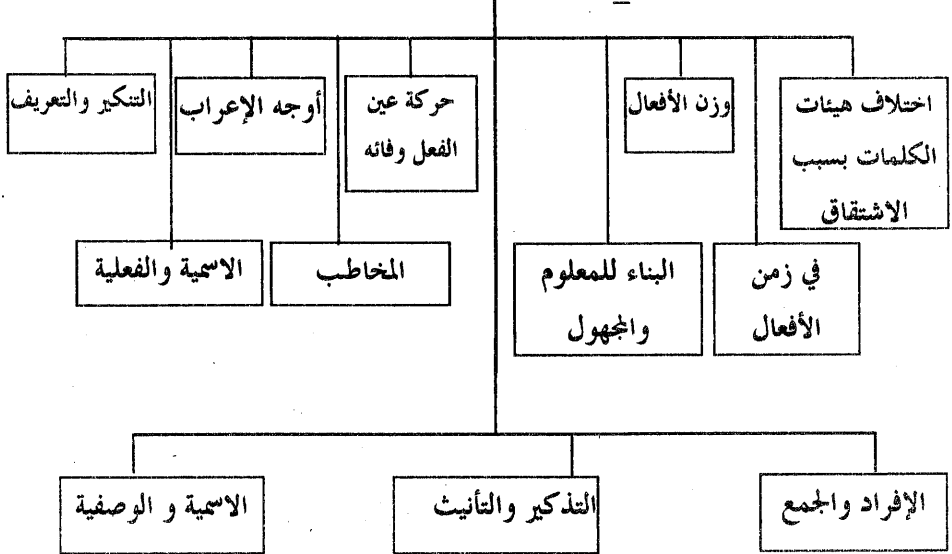 اختلاف هيئات
الكلمات بسبب
الاشتقاق
وزن الأفعال
حركة عين
الفعل وفائه
أوجه الإعراب
التنكير والتعريف
في زمن
الأفعال
البناء للمعلوم
والمجهول
المخاطب
الاسمية والفعلية
الإفراد والجمع
التذكير والتأنيث
الاسمية و الوصفية